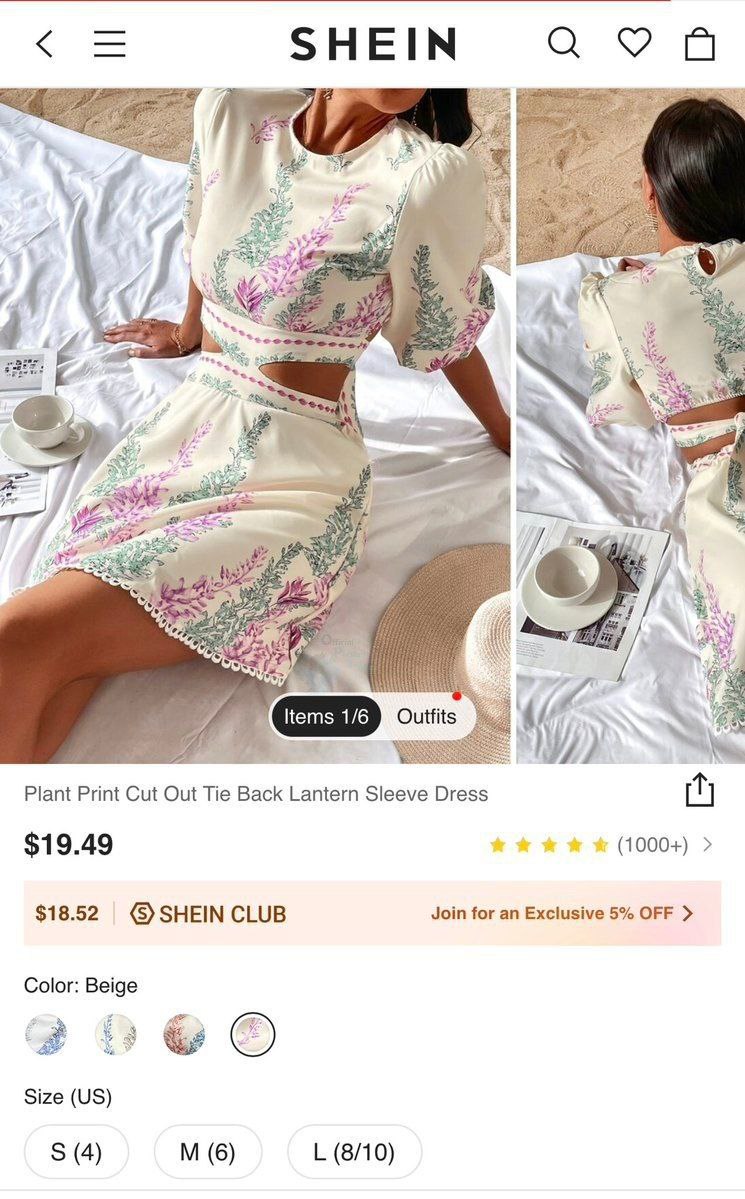 SHEIN
Official
Items 1/6
Outfits
Plant Print Cut Out Tie Back Lantern Sleeve Dress
$19.49
(1000+)
$18.52
S SHEIN CLUB
Join for an Exclusive 5% OFF
Color: Beige
Size (US)
S (4)
M (6)
L (8/10)